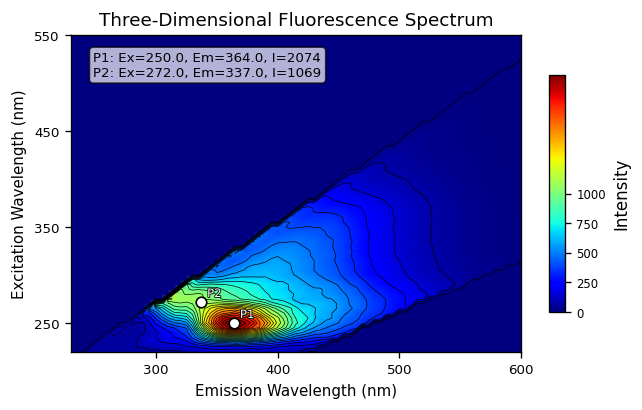 Three-Dimensional Fluorescence Spectrum
P1: Ex=250.0, Em=364.0, I=2074
P2: Ex=272.0, Em=337.0, I=1069
Excitation Wavelength (nm)
550
450
350
250
P2
P1
300
400
500
600
Emission Wavelength (nm)
1000
750
500
250
0
Intensity